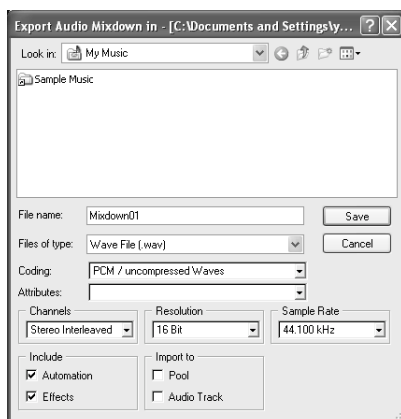 Export Audio Mixdown in - [C:\Documents and Settings\y...
Look in: My Music
Sample Music
File name: Mixdown01 Save
Files of type: Wave File (.wav) Cancel
Coding: PCM / uncompressed Waves
Attributes:
Channels Resolution Sample Rate
Stereo Interleaved 16 Bit 44.100 kHz
Include Import to
Automation Pool
Effects Audio Track